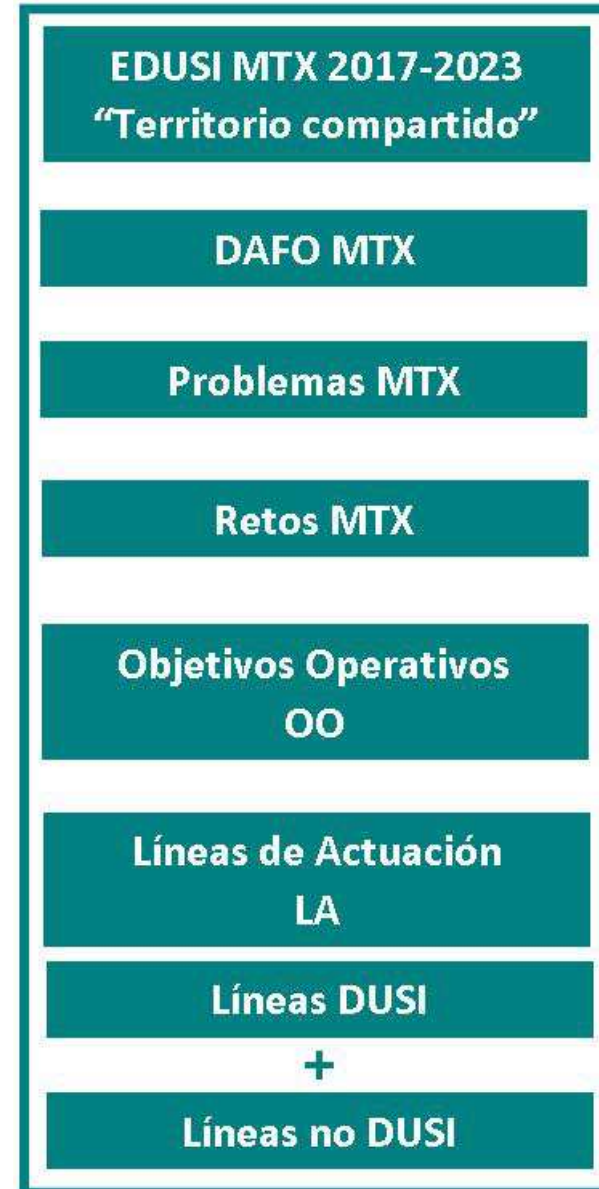 EDUSI MTX 2017-2023
“Territorio compartido”
DAFO MTX
Problemas MTX
Retos MTX
Objetivos Operativos
OO
Líneas de Actuación
LA
Líneas DUSI
+
Líneas no DUSI